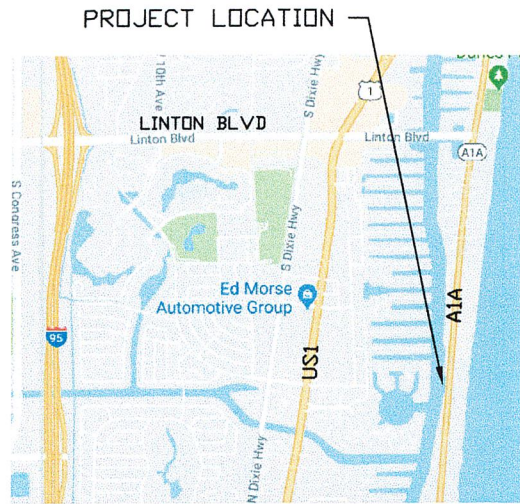 PROJECT LOCATION
N 10th Ave
S Dixie Hwy
1
LINTON BLVD
Linton Blvd
Linton Blvd
A1A
S Congress Ave
S Dixie Hwy
Ed Morse
Automotive Group
A1A
95
US1
N Dixie Hwy